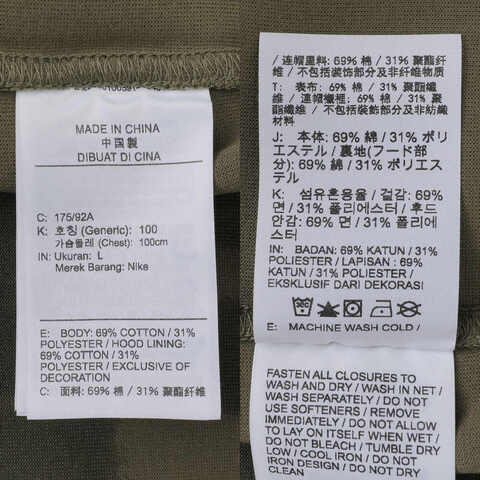 MADE IN CHINA
中国製
DIBUAT DI CINA
C: 175/92A
K: 호칭 (Generic): 100
가슴둘레 (Chest): 100cm
IN: Ukuran: L
Merek Barang: Nike
E: BODY: 69% COTTON / 31%
POLYESTER / HOOD LINING:
69% COTTON / 31%
POLYESTER / EXCLUSIVE OF
DECORATION
C: 面料: 69% 棉 / 31% 聚酯纤维
/ 连帽里料: 69% 棉 / 31% 聚酯纤
维 / 不包括装饰部分及非纤维物质
T: 表布: 69% 棉 / 31% 聚酯纖
維 / 連帽襯裡: 69% 棉 / 31% 聚酯
纖維 / 不包括裝飾部分及非紡織
材料
J: 本体: 69% 綿 / 31% ポリ
エステル / 裏地(フード部
分): 69% 綿 / 31% ポリエス
テル
K: 섬유혼용율 / 겉감: 69%
면 / 31% 폴리에스터 / 후드
안감: 69% 면 / 31% 폴리에
스터
IN: BADAN: 69% KATUN / 31%
POLIESTER / LAPISAN : 69%
KATUN / 31% POLIESTER /
EKSKLUSIF DARI DEKORASI
E: MACHINE WASH COLD /
FASTEN ALL CLOSURES TO
WASH AND DRY / WASH IN NET /
WASH SEPARATELY / DO NOT
USE SOFTENERS / REMOVE
IMMEDIATELY / DO NOT ALLOW
TO LAY ON ITSELF WHEN WET /
DO NOT BLEACH / TUMBLE DRY
LOW / COOL IRON / DO NOT
IRON DESIGN / DO NOT DRY
CLEAN